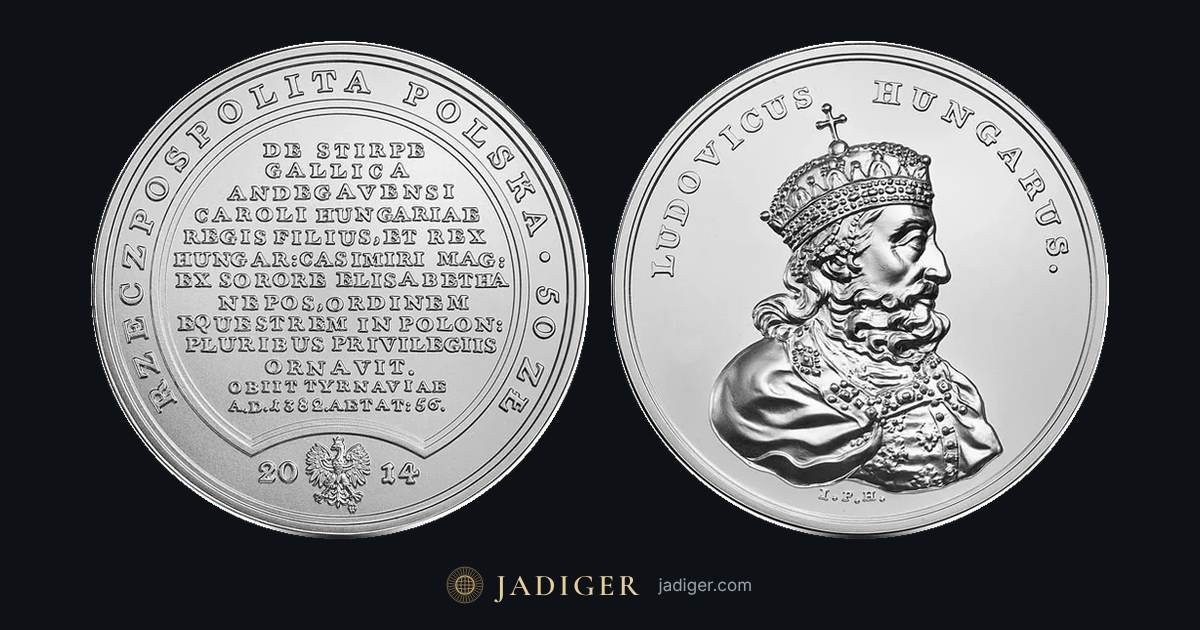 RZECZPOSPOLITA POLSKA · 50 ZŁ
DE STIRPE
GALLICA
ANDEGAVENSI
CAROLI HUNGARIAE
REGIS FILIUS, ET REX
HUNGAR: CASIMIRI MAG:
EX SORORE ELISABETHA
NEPOS, ORDINEM
EQUESTREM IN POLON:
PLURIBUS PRIVILEGIIS
ORNAVIT.
OBIIT TYRNAVIAE
A.D. 1382. AETAT: 56.
20 14
LUDOVICUS HUNGARUS.
I.P.H.
JADIGER jadiger.com